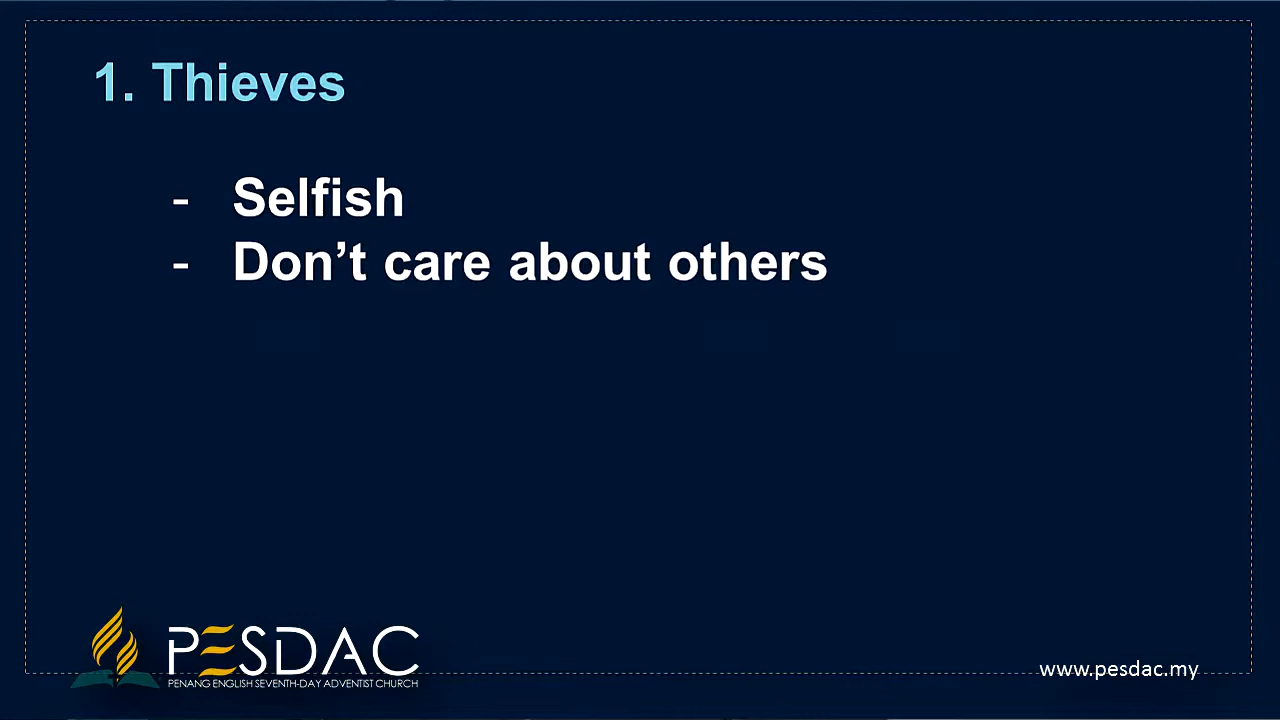 1. Thieves
- Selfish
- Don’t care about others
PESDAC
PENANG ENGLISH SEVENTH-DAY ADVENTIST CHURCH
www.pesdac.my